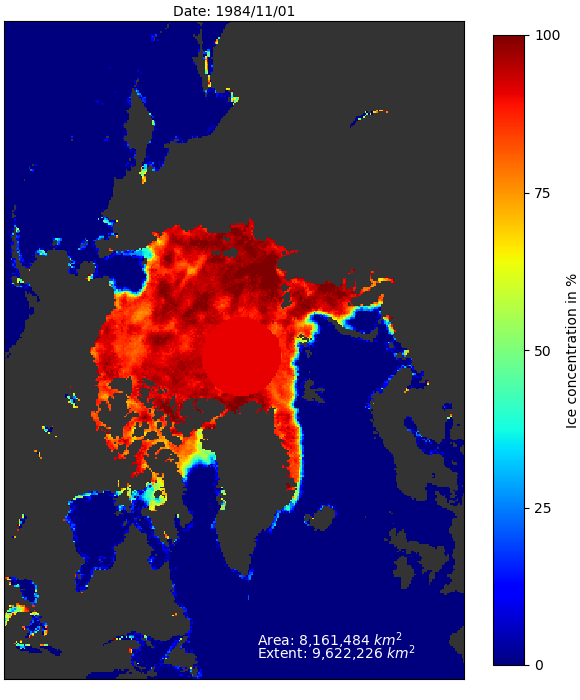 Date: 1984/11/01
100
75
50
25
0
Ice concentration in %
Area: 8,161,484 km²
Extent: 9,622,226 km²